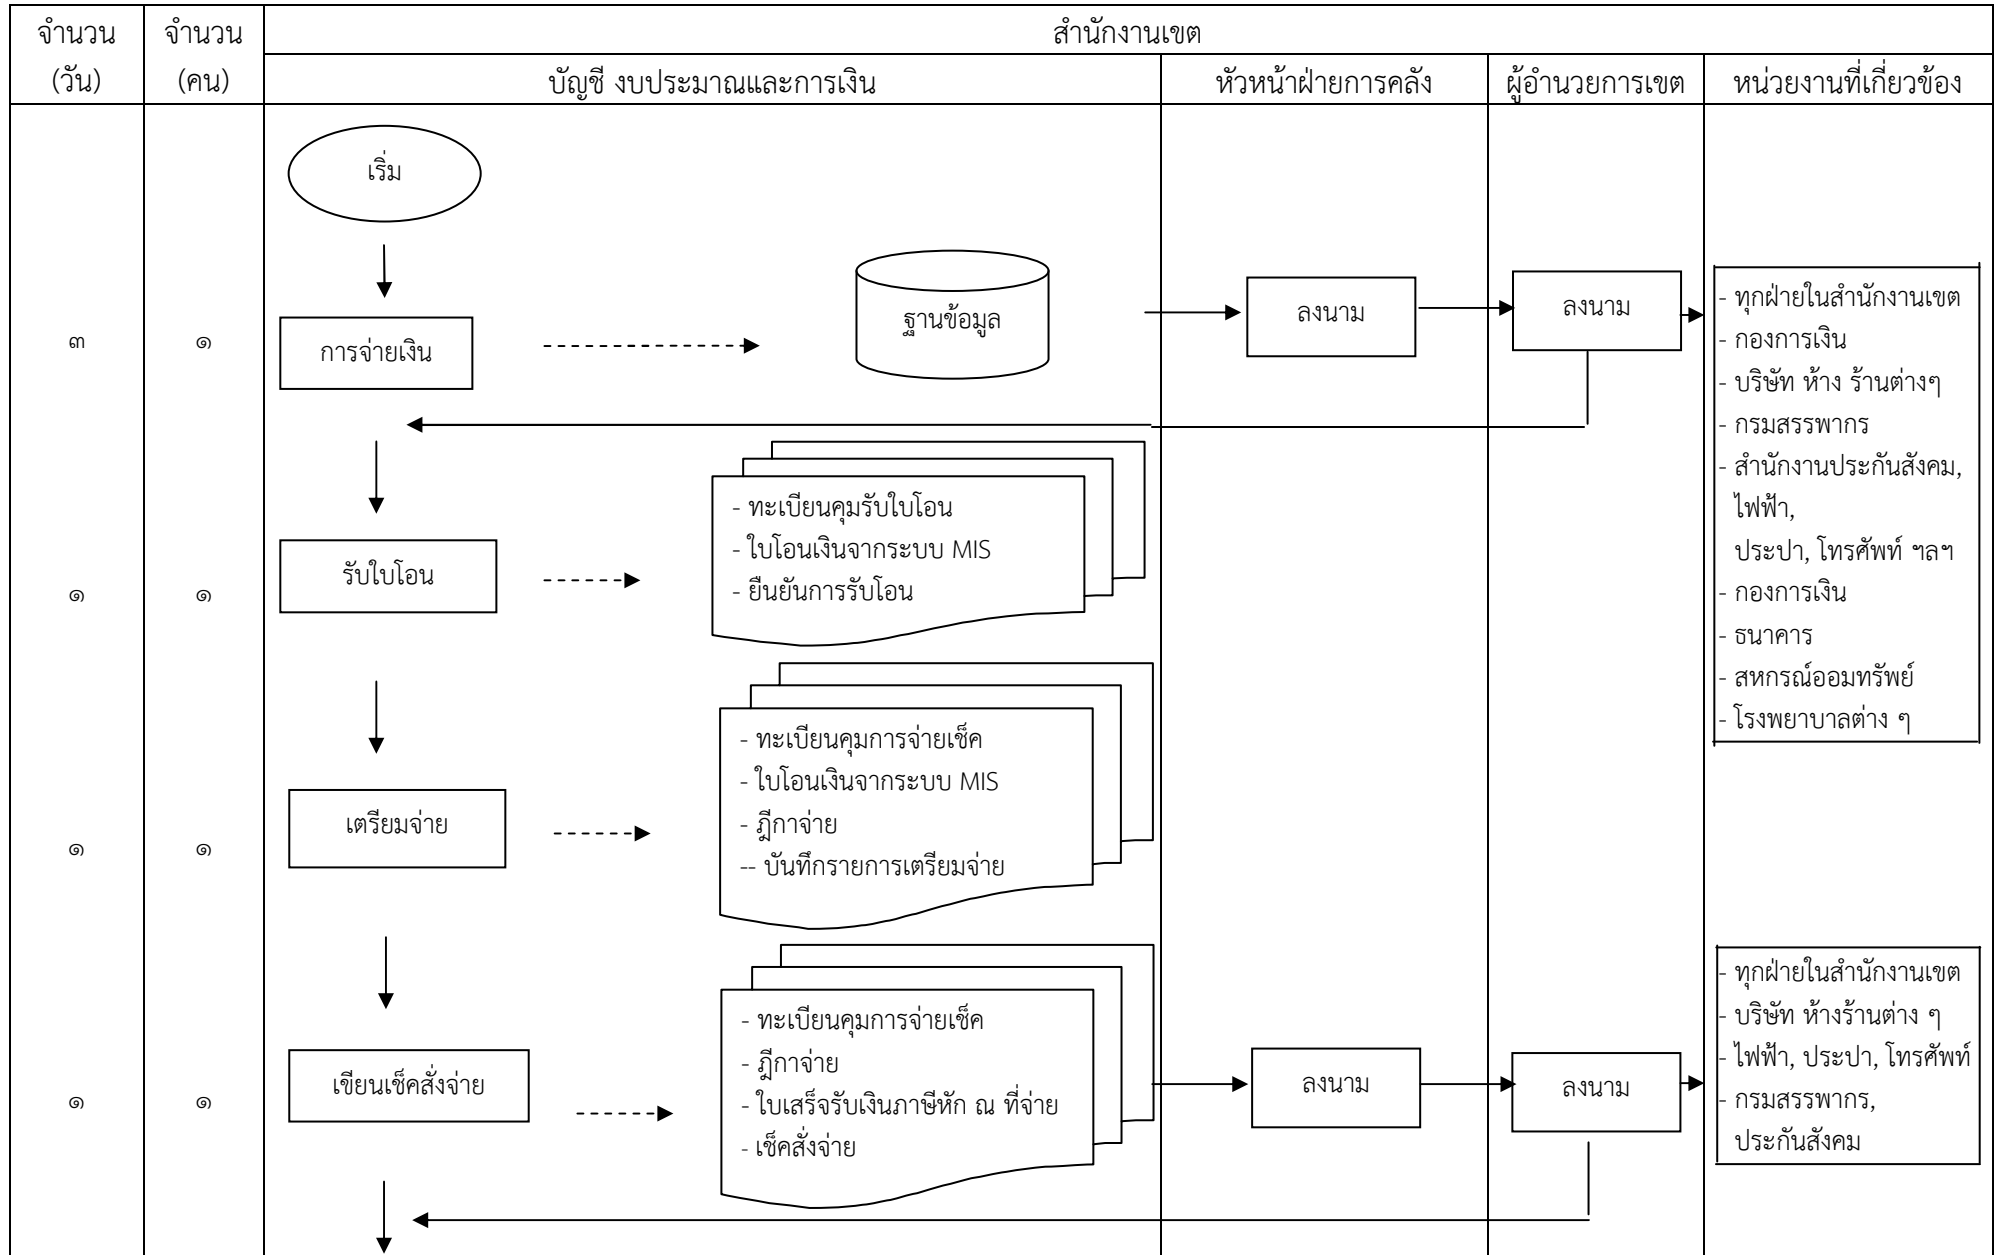 จำนวน
(วัน)
จำนวน
(คน)
สำนักงานเขต
บัญชี งบประมาณและการเงิน
หัวหน้าฝ่ายการคลัง
ผู้อำนวยการเขต
หน่วยงานที่เกี่ยวข้อง
เริ่ม
๓
๑
การจ่ายเงิน
ฐานข้อมูล
ลงนาม
ลงนาม
- ทุกฝ่ายในสำนักงานเขต
- กองการเงิน
- บริษัท ห้าง ร้านต่างๆ
- กรมสรรพากร
- สำนักงานประกันสังคม,
ไฟฟ้า,
ประปา, โทรศัพท์ ฯลฯ
- กองการเงิน
- ธนาคาร
- สหกรณ์ออมทรัพย์
- โรงพยาบาลต่าง ๆ
๑
๑
รับใบโอน
- ทะเบียนคุมรับใบโอน
- ใบโอนเงินจากระบบ MIS
- ยืนยันการรับโอน
๑
๑
เตรียมจ่าย
- ทะเบียนคุมการจ่ายเช็ค
- ใบโอนเงินจากระบบ MIS
- ฎีกาจ่าย
-- บันทึกรายการเตรียมจ่าย
๑
๑
เขียนเช็คสั่งจ่าย
- ทะเบียนคุมการจ่ายเช็ค
- ฎีกาจ่าย
- ใบเสร็จรับเงินภาษีหัก ณ ที่จ่าย
- เช็คสั่งจ่าย
ลงนาม
ลงนาม
- ทุกฝ่ายในสำนักงานเขต
- บริษัท ห้างร้านต่าง ๆ
- ไฟฟ้า, ประปา, โทรศัพท์
- กรมสรรพากร,
ประกันสังคม